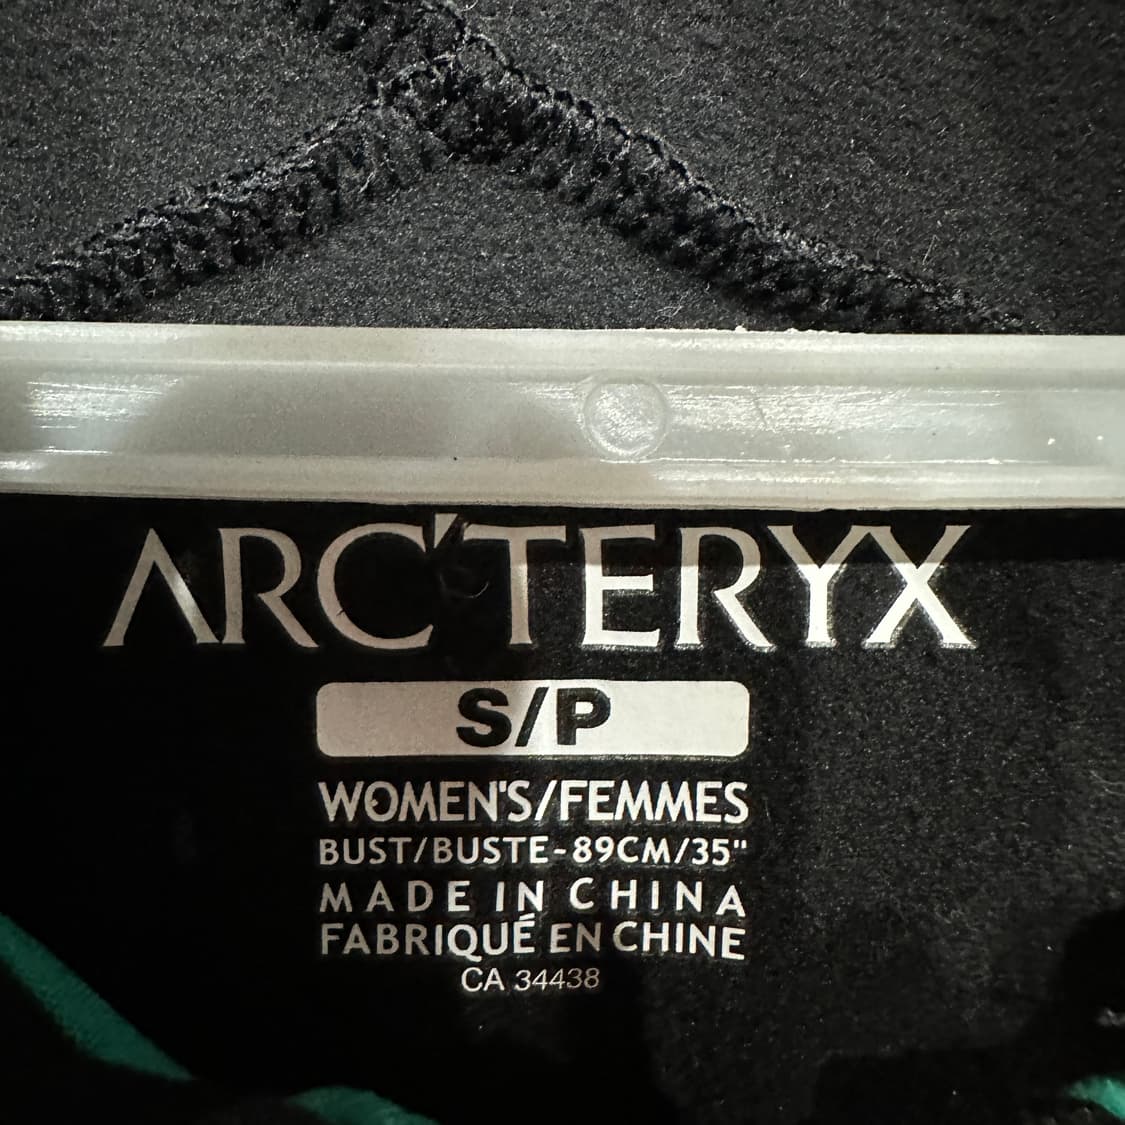 ARC'TERYX
S/P
WOMEN'S/FEMMES
BUST/BUSTE-89CM/35"
MADE IN CHINA
FABRIQUÉ EN CHINE
CA 34438